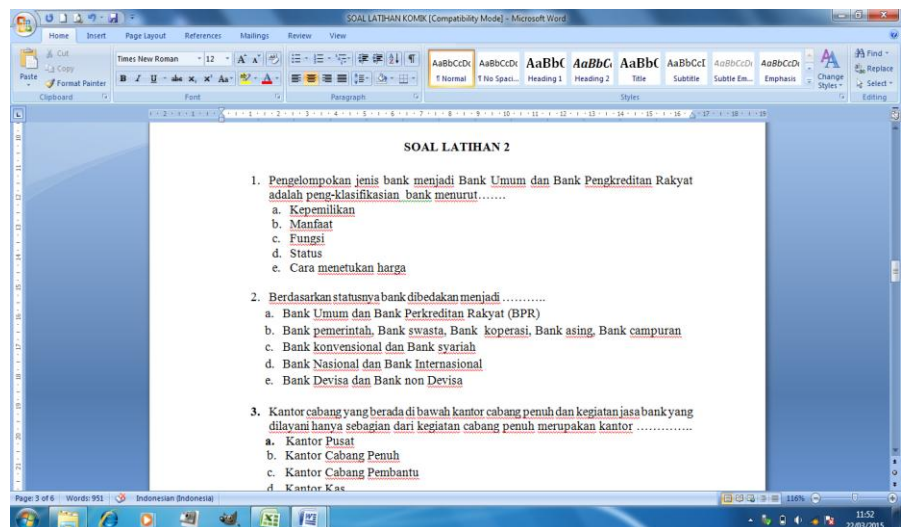 SOAL LATIHAN KOMIK [Compatibility Mode] - Microsoft Word
Home Insert Page Layout References Mailings Review View
Paste
Cut
Copy
Format Painter
Clipboard
Times New Roman 12
Font
Paragraph
AaBbCcDc AaBbCcDc AaBbC AaBbCc AaBbC AaBbCcI AaBbCcDi AaBbCcDc
¶ Normal ¶ No Spaci... Heading 1 Heading 2 Title Subtitle Subtle Em... Emphasis
Change Styles
Styles
Find
Replace
Select
Editing
SOAL LATIHAN 2
1. Pengelompokan jenis bank menjadi Bank Umum dan Bank Pengkreditan Rakyat
adalah peng-klasifikasian bank menurut…….
a. Kepemilikan
b. Manfaat
c. Fungsi
d. Status
e. Cara menetukan harga
2. Berdasarkan statusnya bank dibedakan menjadi ………..
a. Bank Umum dan Bank Perkreditan Rakyat (BPR)
b. Bank pemerintah, Bank swasta, Bank koperasi, Bank asing, Bank campuran
c. Bank konvensional dan Bank syariah
d. Bank Nasional dan Bank Internasional
e. Bank Devisa dan Bank non Devisa
3. Kantor cabang yang berada di bawah kantor cabang penuh dan kegiatan jasa bank yang
dilayani hanya sebagian dari kegiatan cabang penuh merupakan kantor …………..
a. Kantor Pusat
b. Kantor Cabang Penuh
c. Kantor Cabang Pembantu
d. Kantor Kas
Page: 3 of 6 Words: 951 Indonesian (Indonesia) 116%
11:52
22/03/2015